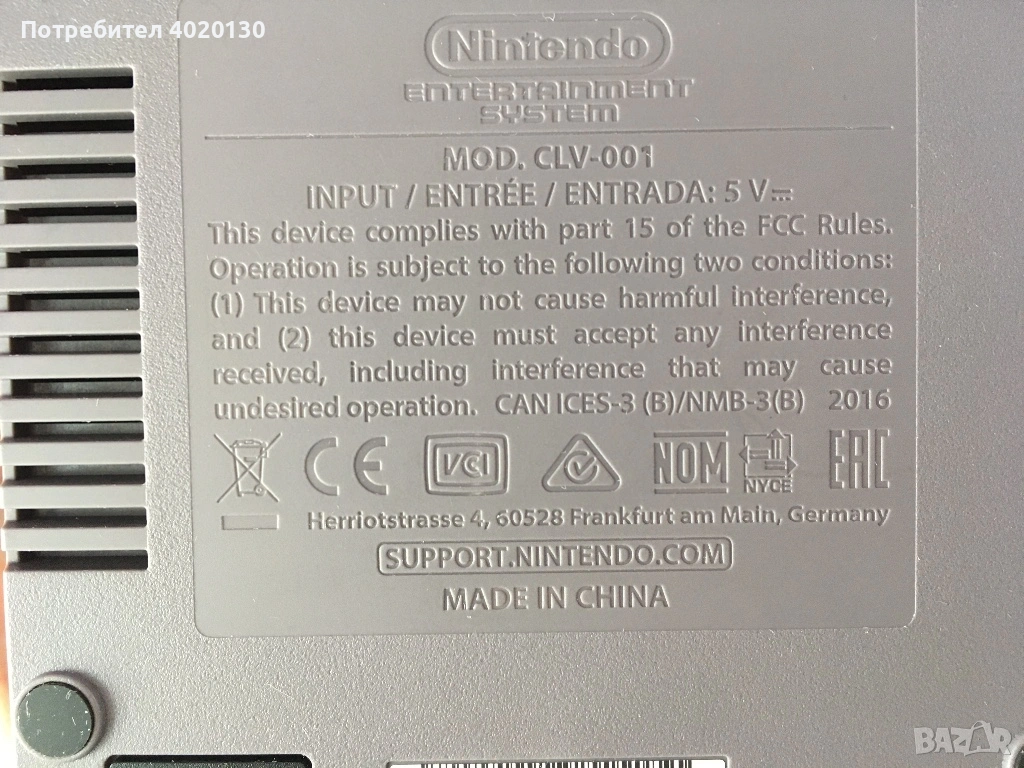 Потребител 4020130
Nintendo
ENTERTAINMENT
SYSTEM
MOD. CLV-001
INPUT / ENTRÉE / ENTRADA: 5 V⎓
This device complies with part 15 of the FCC Rules.
Operation is subject to the following two conditions:
(1) This device may not cause harmful interference,
and (2) this device must accept any interference
received, including interference that may cause
undesired operation. CAN ICES-3 (B)/NMB-3(B) 2016
CE VCI NOM NYCE EAC
Herriotstrasse 4, 60528 Frankfurt am Main, Germany
SUPPORT.NINTENDO.COM
MADE IN CHINA
BAZAR